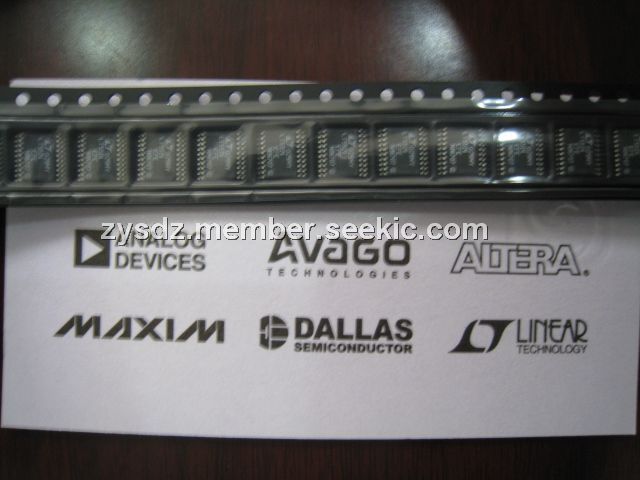 zysdz.member.seekic.com
ANALOG DEVICES
AVAGO TECHNOLOGIES
ALTERA®
MAXIM
DALLAS SEMICONDUCTOR
LINEAR TECHNOLOGY